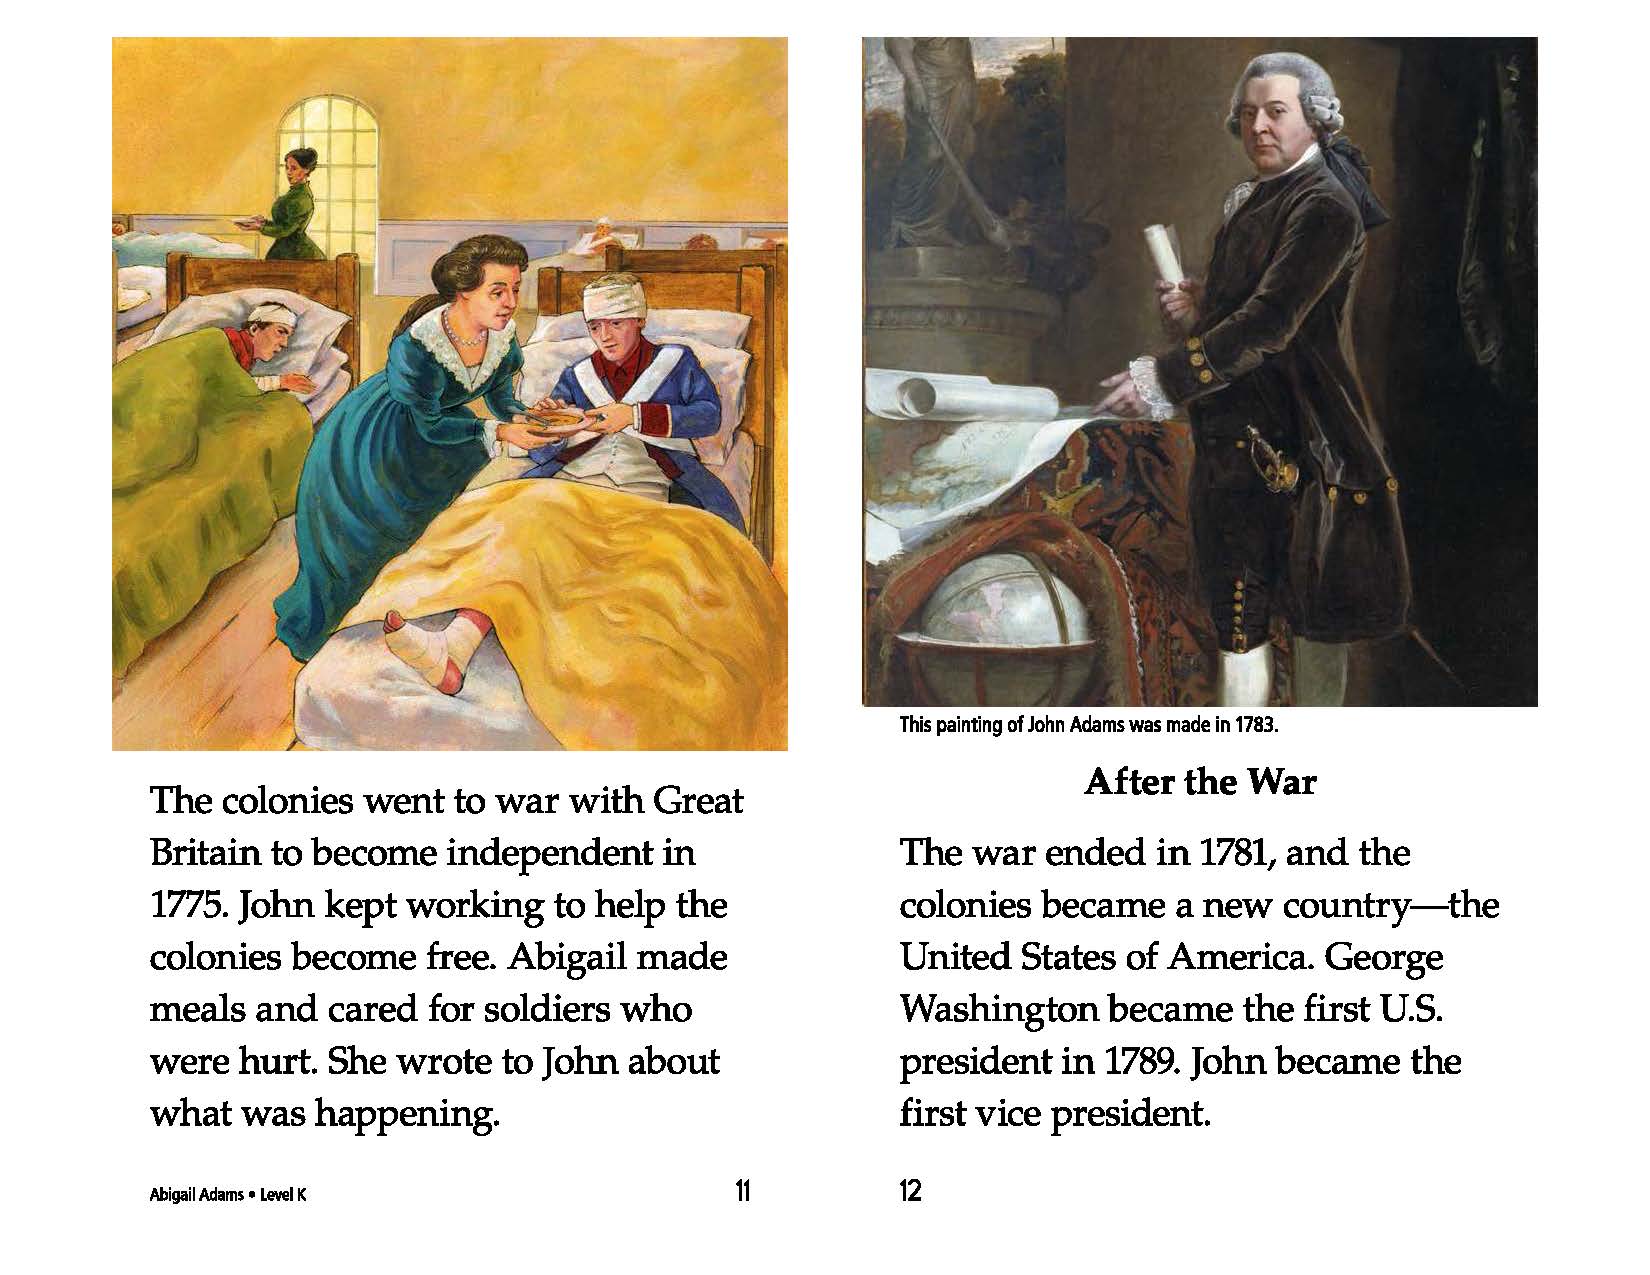 The colonies went to war with Great
Britain to become independent in
1775. John kept working to help the
colonies become free. Abigail made
meals and cared for soldiers who
were hurt. She wrote to John about
what was happening.
Abigail Adams • Level K
11
This painting of John Adams was made in 1783.
After the War
The war ended in 1781, and the
colonies became a new country—the
United States of America. George
Washington became the first U.S.
president in 1789. John became the
first vice president.
12